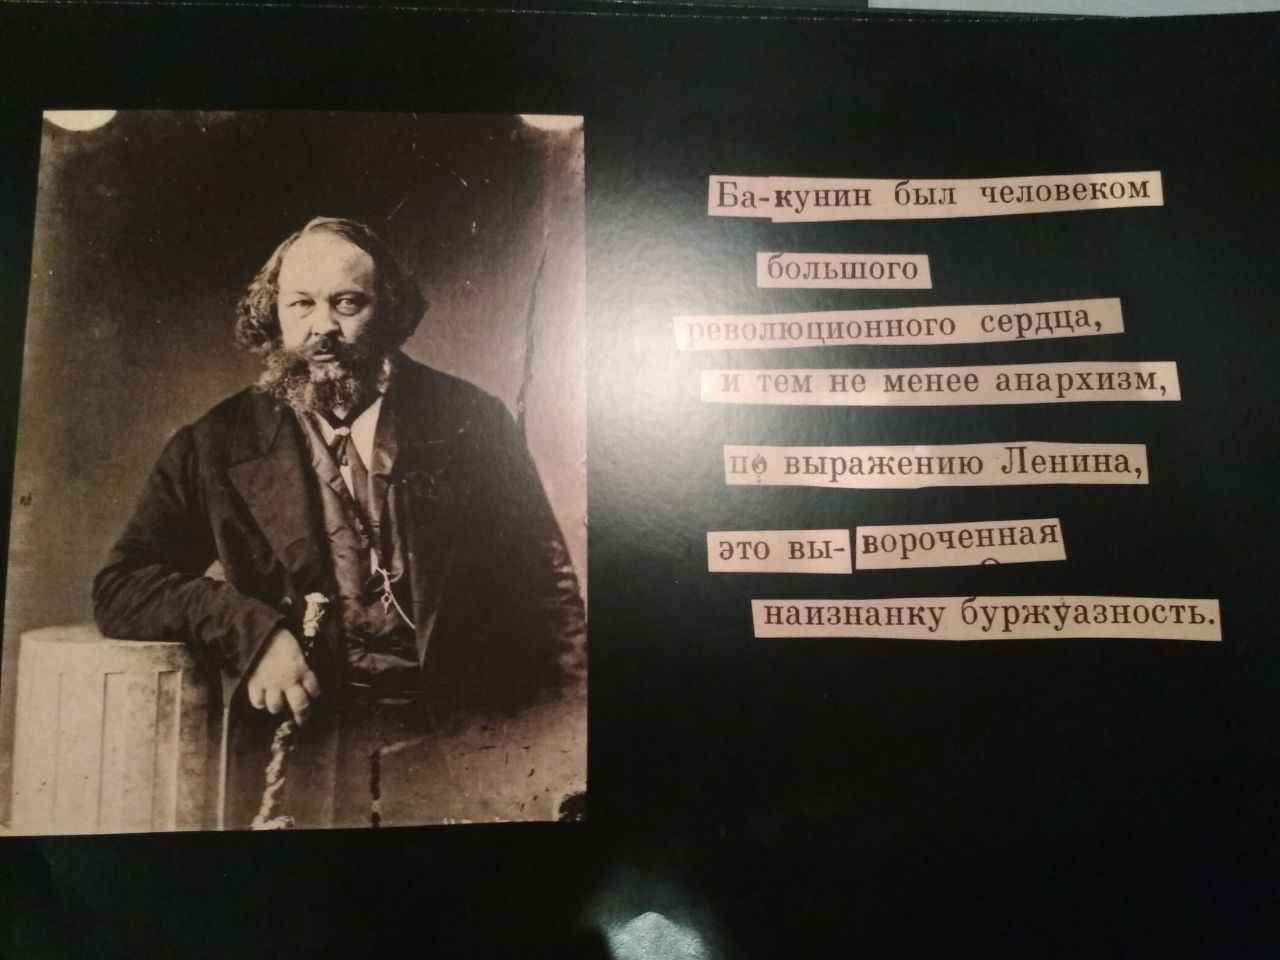 Ба-кунин был человеком
большого
революционного сердца,
и тем не менее анархизм,
по выражению Ленина,
это вы-вороченная
наизнанку буржуазность.